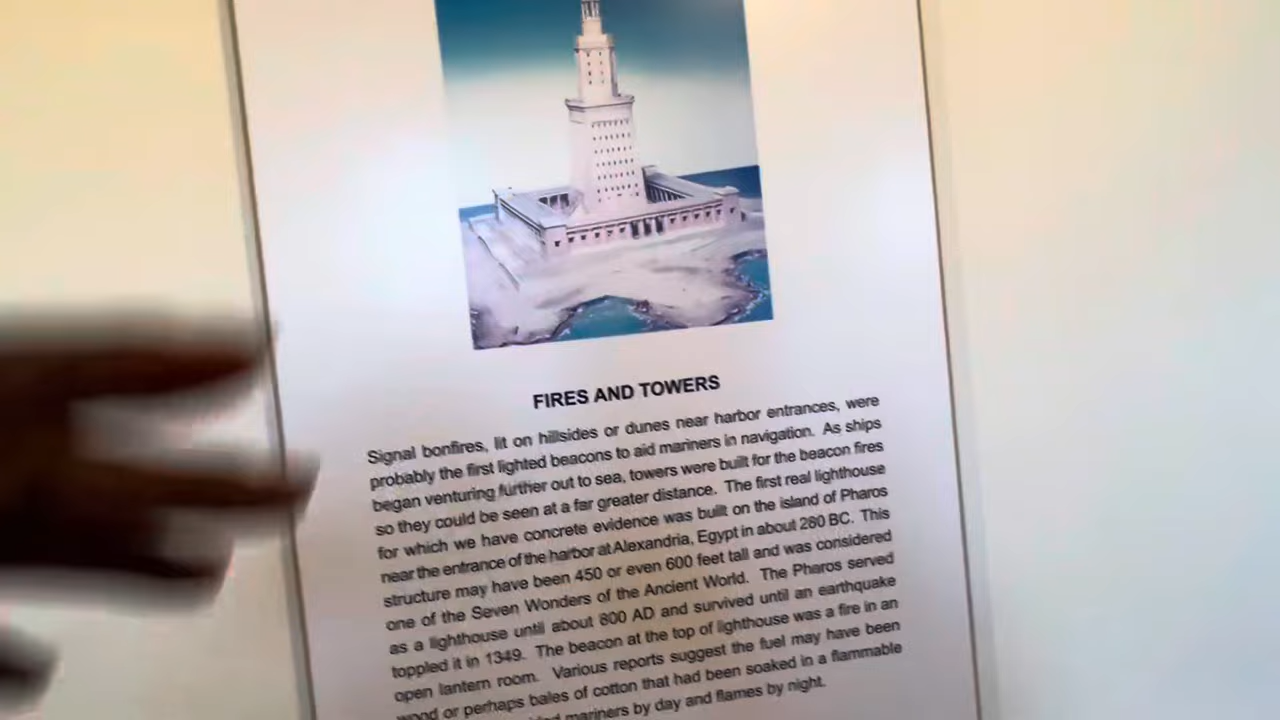 FIRES AND TOWERS
Signal bonfires, lit on hillsides or dunes near harbor entrances, were
probably the first lighted beacons to aid mariners in navigation. As ships
began venturing further out to sea, towers were built for the beacon fires
so they could be seen at a far greater distance. The first real lighthouse
for which we have concrete evidence was built on the island of Pharos
near the entrance of the harbor at Alexandria, Egypt in about 280 BC. This
structure may have been 450 or even 600 feet tall and was considered
one of the Seven Wonders of the Ancient World. The Pharos served
as a lighthouse until about 800 AD and survived until an earthquake
toppled it in 1349. The beacon at the top of lighthouse was a fire in an
open lantern room. Various reports suggest the fuel may have been
wood or perhaps bales of cotton that had been soaked in a flammable
mariners by day and flames by night.